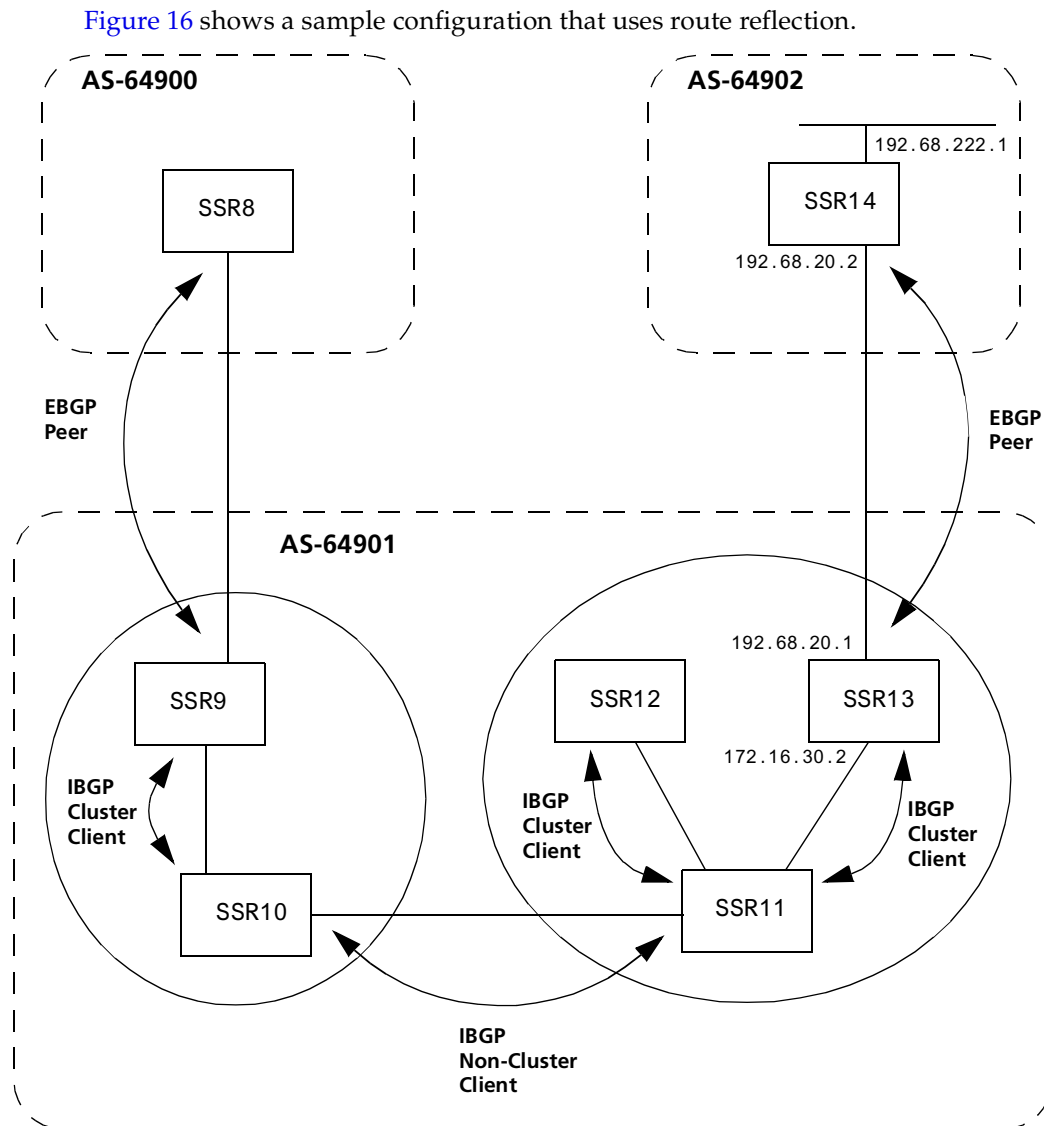 Figure 16 shows a sample configuration that uses route reflection.
AS-64900
AS-64902
192.68.222.1
SSR8
SSR14
192.68.20.2
EBGP
Peer
EBGP
Peer
AS-64901
192.68.20.1
SSR9
SSR12
SSR13
172.16.30.2
IBGP
Cluster
Client
IBGP
Cluster
Client
IBGP
Cluster
Client
SSR10
SSR11
IBGP
Non-Cluster
Client